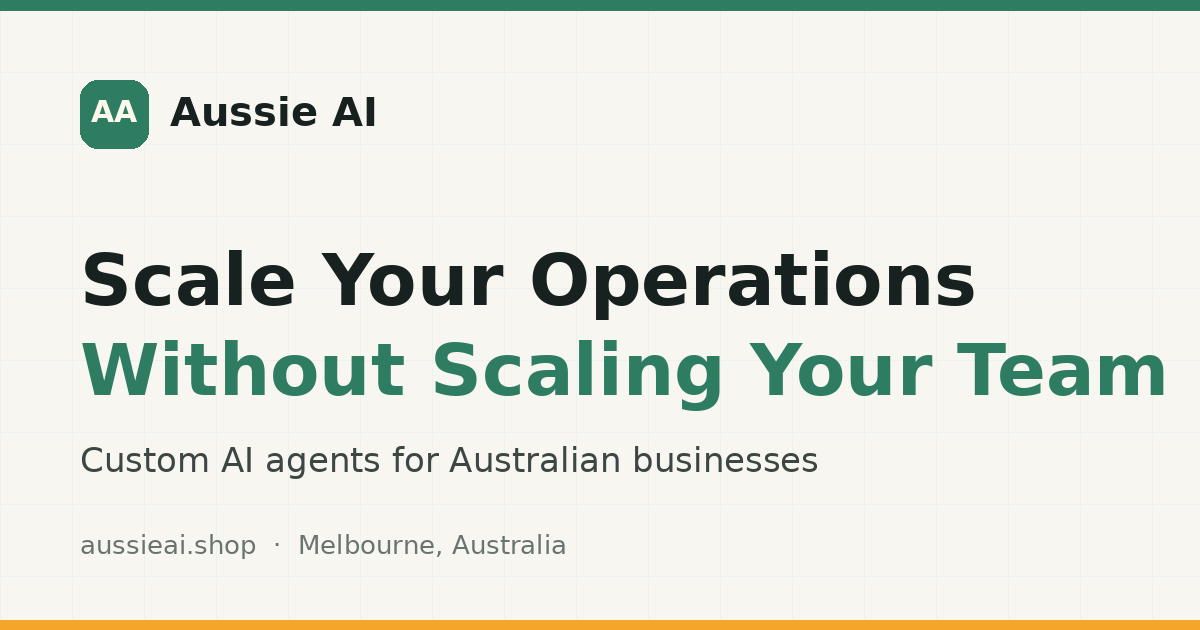 AA
Aussie AI
Scale Your Operations
Without Scaling Your Team
Custom AI agents for Australian businesses
aussieai.shop · Melbourne, Australia